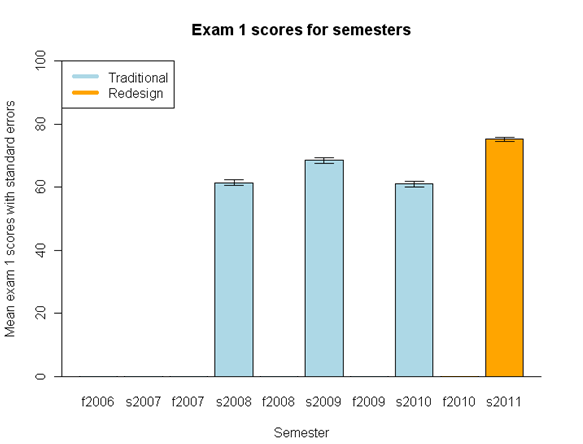 Exam 1 scores for semesters
Traditional
Redesign
Mean exam 1 scores with standard errors
100
80
60
40
20
0
f2006 s2007 f2007 s2008 f2008 s2009 f2009 s2010 f2010 s2011
Semester